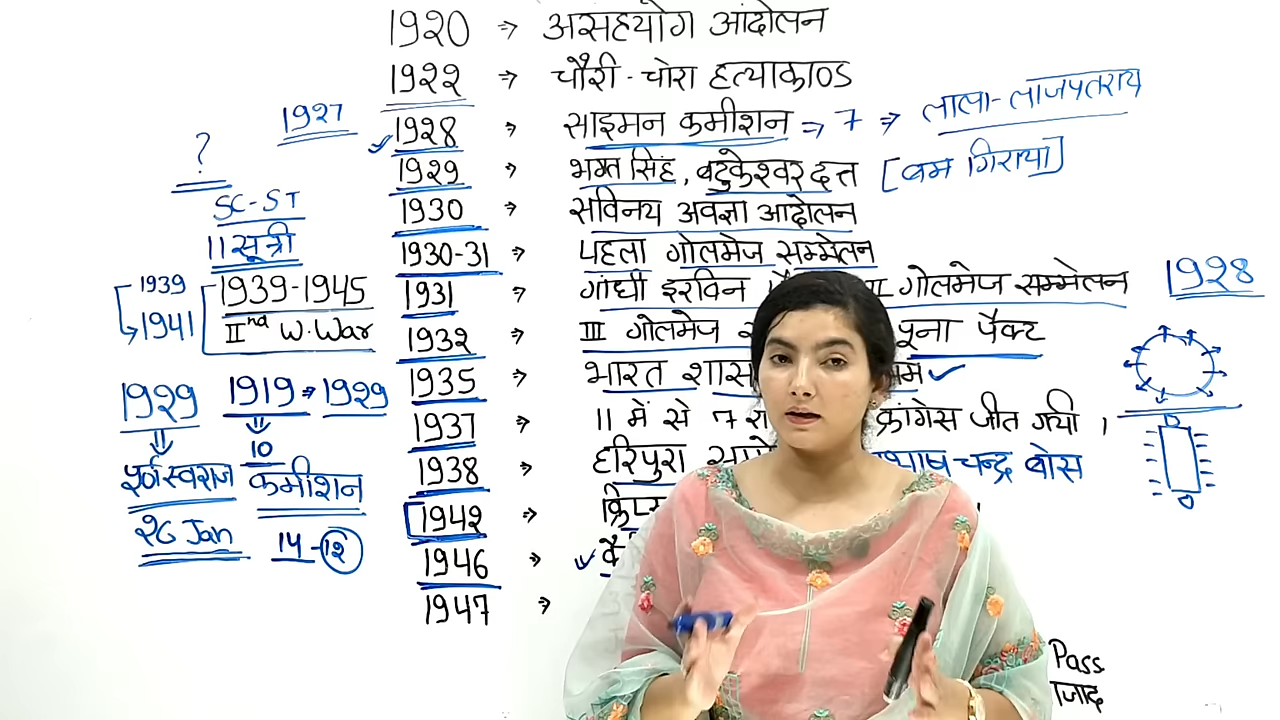 1920 → असहयोग आंदोलन
1922 → चौरी-चोरा हत्याकाण्ड
1927
1928 → साइमन कमीशन ⇒ 7 ⇒ लाला-लाजपतराय
1929 → भगत सिंह, बटुकेश्वर दत्त [बम गिराया]
1930 → सविनय अवज्ञा आंदोलन
1930-31 → पहला गोलमेज सम्मेलन
1931 → गांधी इरविन गोलमेज सम्मेलन
1932 → III गोलमेज पूना पैक्ट
1935 → भारत शास
1937 → 11 में से 7 कांग्रेस जीत गयी ।
1938 → हरिपुरा चन्द्र बोस
1942 →
1946 →
1947 →
?
SC-ST
11 सूत्री
1939
→1941
1939-1945
IInd W.War
1929
पूर्ण स्वराज
26 Jan
1919 → 1929
10
कमीशन
14-12
1928
Pass